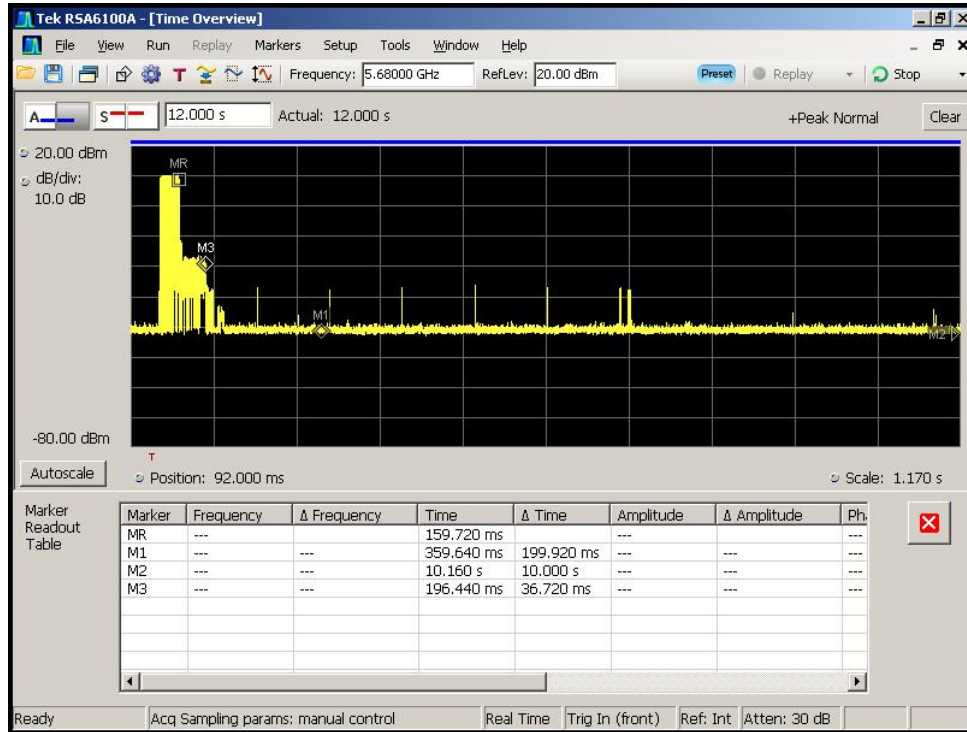 Tek RSA6100A - [Time Overview]
File View Run Replay Markers Setup Tools Window Help
T Frequency: 5.68000 GHz RefLev: 20.00 dBm Preset Replay Stop
A S 12.000 s Actual: 12.000 s +Peak Normal Clear
20.00 dBm
dB/div:
10.0 dB
MR
M3
M1
M2
-80.00 dBm
T
Autoscale Position: 92.000 ms Scale: 1.170 s
Marker
Readout
Table
Marker Frequency Δ Frequency Time Δ Time Amplitude Δ Amplitude Ph
MR --- 159.720 ms --- ---
M1 --- --- 359.640 ms 199.920 ms --- --- ---
M2 --- --- 10.160 s 10.000 s --- --- ---
M3 --- --- 196.440 ms 36.720 ms --- --- ---
Ready Acq Sampling params: manual control Real Time Trig In (front) Ref: Int Atten: 30 dB